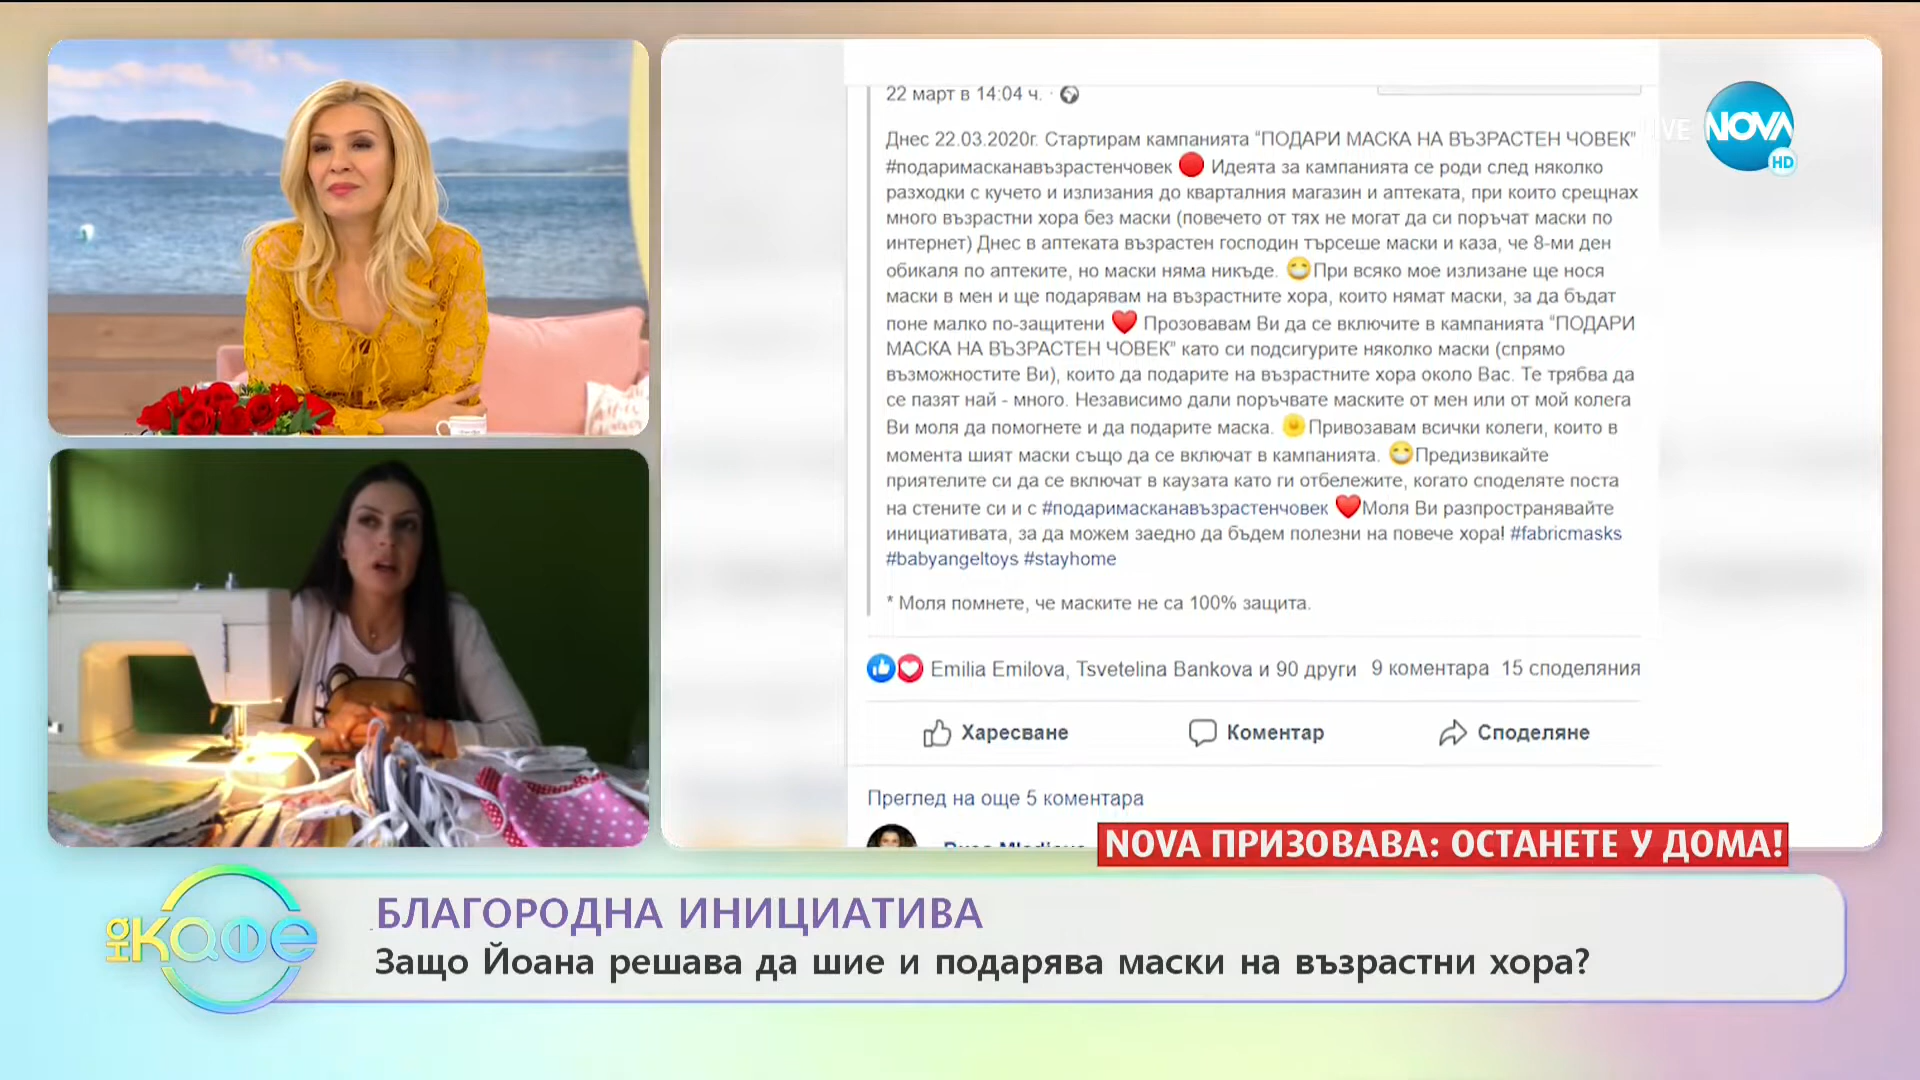 22 март в 14:04 ч. ·
Днес 22.03.2020г. Стартирам кампанията “ПОДАРИ МАСКА НА ВЪЗРАСТЕН ЧОВЕК”
#подаримасканавъзрастенчовек 🔴 Идеята за кампанията се роди след няколко
разходки с кучето и излизания до кварталния магазин и аптеката, при които срещнах
много възрастни хора без маски (повечето от тях не могат да си поръчат маски по
интернет) Днес в аптеката възрастен господин търсеше маски и каза, че 8-ми ден
обикаля по аптеките, но маски няма никъде. 😷При всяко мое излизане ще нося
маски в мен и ще подарявам на възрастните хора, които нямат маски, за да бъдат
поне малко по-защитени ❤️ Прозовавам Ви да се включите в кампанията “ПОДАРИ
МАСКА НА ВЪЗРАСТЕН ЧОВЕК” като си подсигурите няколко маски (спрямо
възможностите Ви), които да подарите на възрастните хора около Вас. Те трябва да
се пазят най - много. Независимо дали поръчвате маските от мен или от мой колега
Ви моля да помогнете и да подарите маска. 🌼Привозавам всички колеги, които в
момента шият маски също да се включат в кампанията. 😷Предизвикайте
приятелите си да се включат в каузата като ги отбележите, когато споделяте поста
на стените си и с #подаримасканавъзрастенчовек ❤️Моля Ви разпространявайте
инициативата, за да можем заедно да бъдем полезни на повече хора! #fabricmasks
#babyangeltoys #stayhome
* Моля помнете, че маските не са 100% защита.
Emilia Emilova, Tsvetelina Bankova и 90 други 9 коментара 15 споделяния
Харесване Коментар Споделяне
Преглед на още 5 коментара
LIVE NOVA HD
NOVA ПРИЗОВАВА: ОСТАНЕТЕ У ДОМА!
на кафе
БЛАГОРОДНА ИНИЦИАТИВА
Защо Йоана решава да шие и подарява маски на възрастни хора?